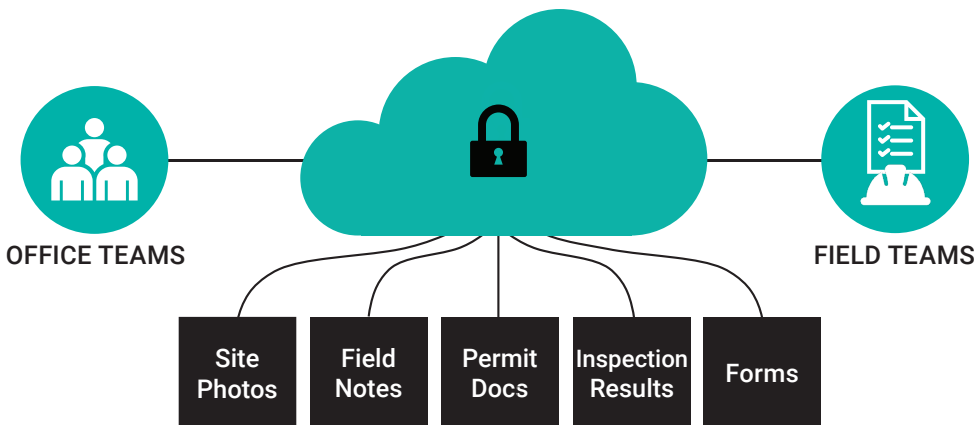 OFFICE TEAMS
FIELD TEAMS
Site
Photos
Field
Notes
Permit
Docs
Inspection
Results
Forms